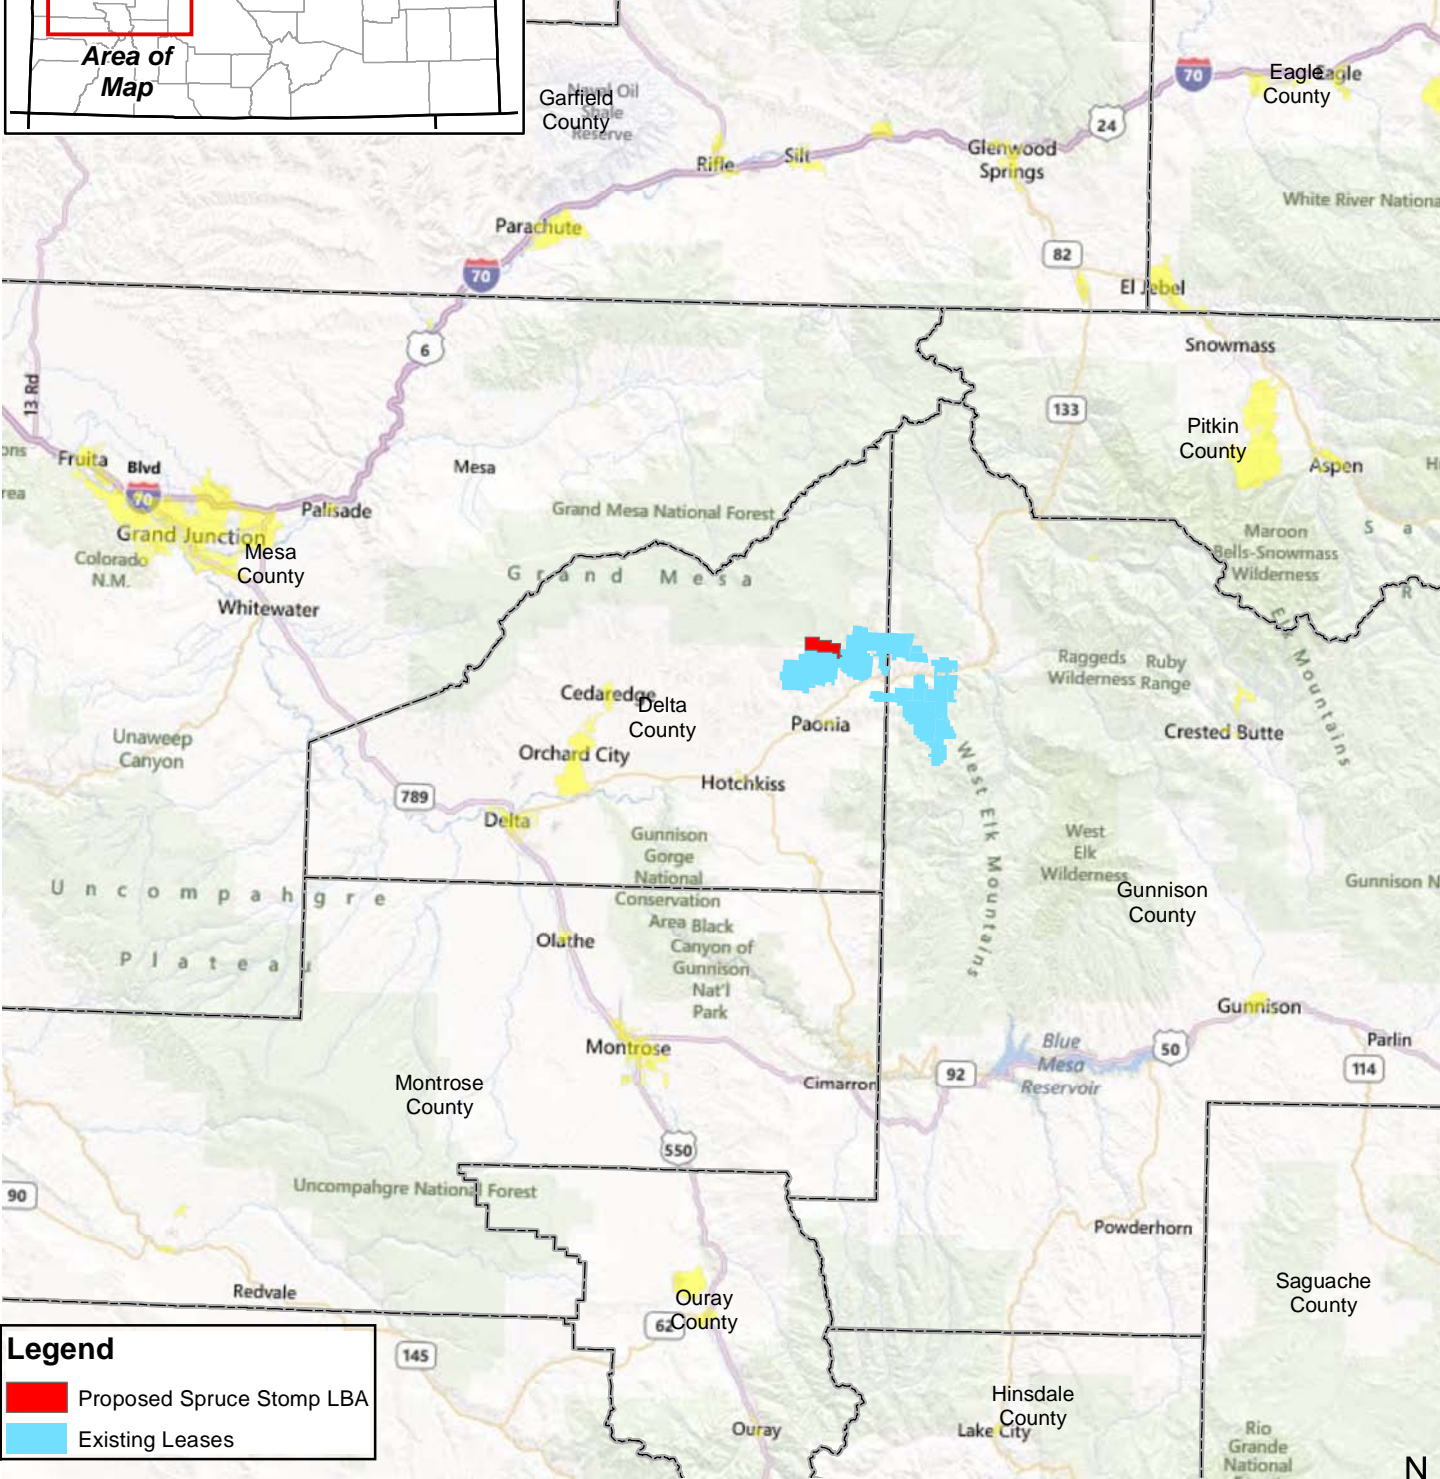 Area of
Map
Garfield
County
Naval Oil
Shale
Reserve
70
Eagle
County
Eagle
24
Rifle
Silt
Glenwood
Springs
White River Nationa
Parachute
70
82
El Jebel
6
Snowmass
13 Rd
133
Pitkin
County
Aspen
Fruita
Blvd
70
Mesa
Palisade
Grand Mesa National Forest
Grand Junction
Colorado
N.M.
Mesa
County
Maroon
Bells-Snowmass
Wilderness
S a
R
Grand Mesa
Whitewater
Elk Mountains
Raggeds
Wilderness
Ruby
Range
Cedaredge
Delta
County
Paonia
Crested Butte
Unaweep
Canyon
Orchard City
Hotchkiss
West Elk Mountains
789
Delta
Gunnison
Gorge
National
Conservation
Area
West
Elk
Wilderness
Gunnison
County
Gunnison N
Uncompahgre
Plateau
Black
Canyon of
Gunnison
Nat'l
Park
Olathe
Gunnison
Montrose
Blue
Mesa
Reservoir
50
Parlin
114
Cimarron
92
Montrose
County
550
90
Uncompahgre National Forest
Powderhorn
Redvale
Ouray
County
62
Saguache
County
145
Hinsdale
County
Lake City
Ouray
Rio
Grande
National
N
Legend
Proposed Spruce Stomp LBA
Existing Leases